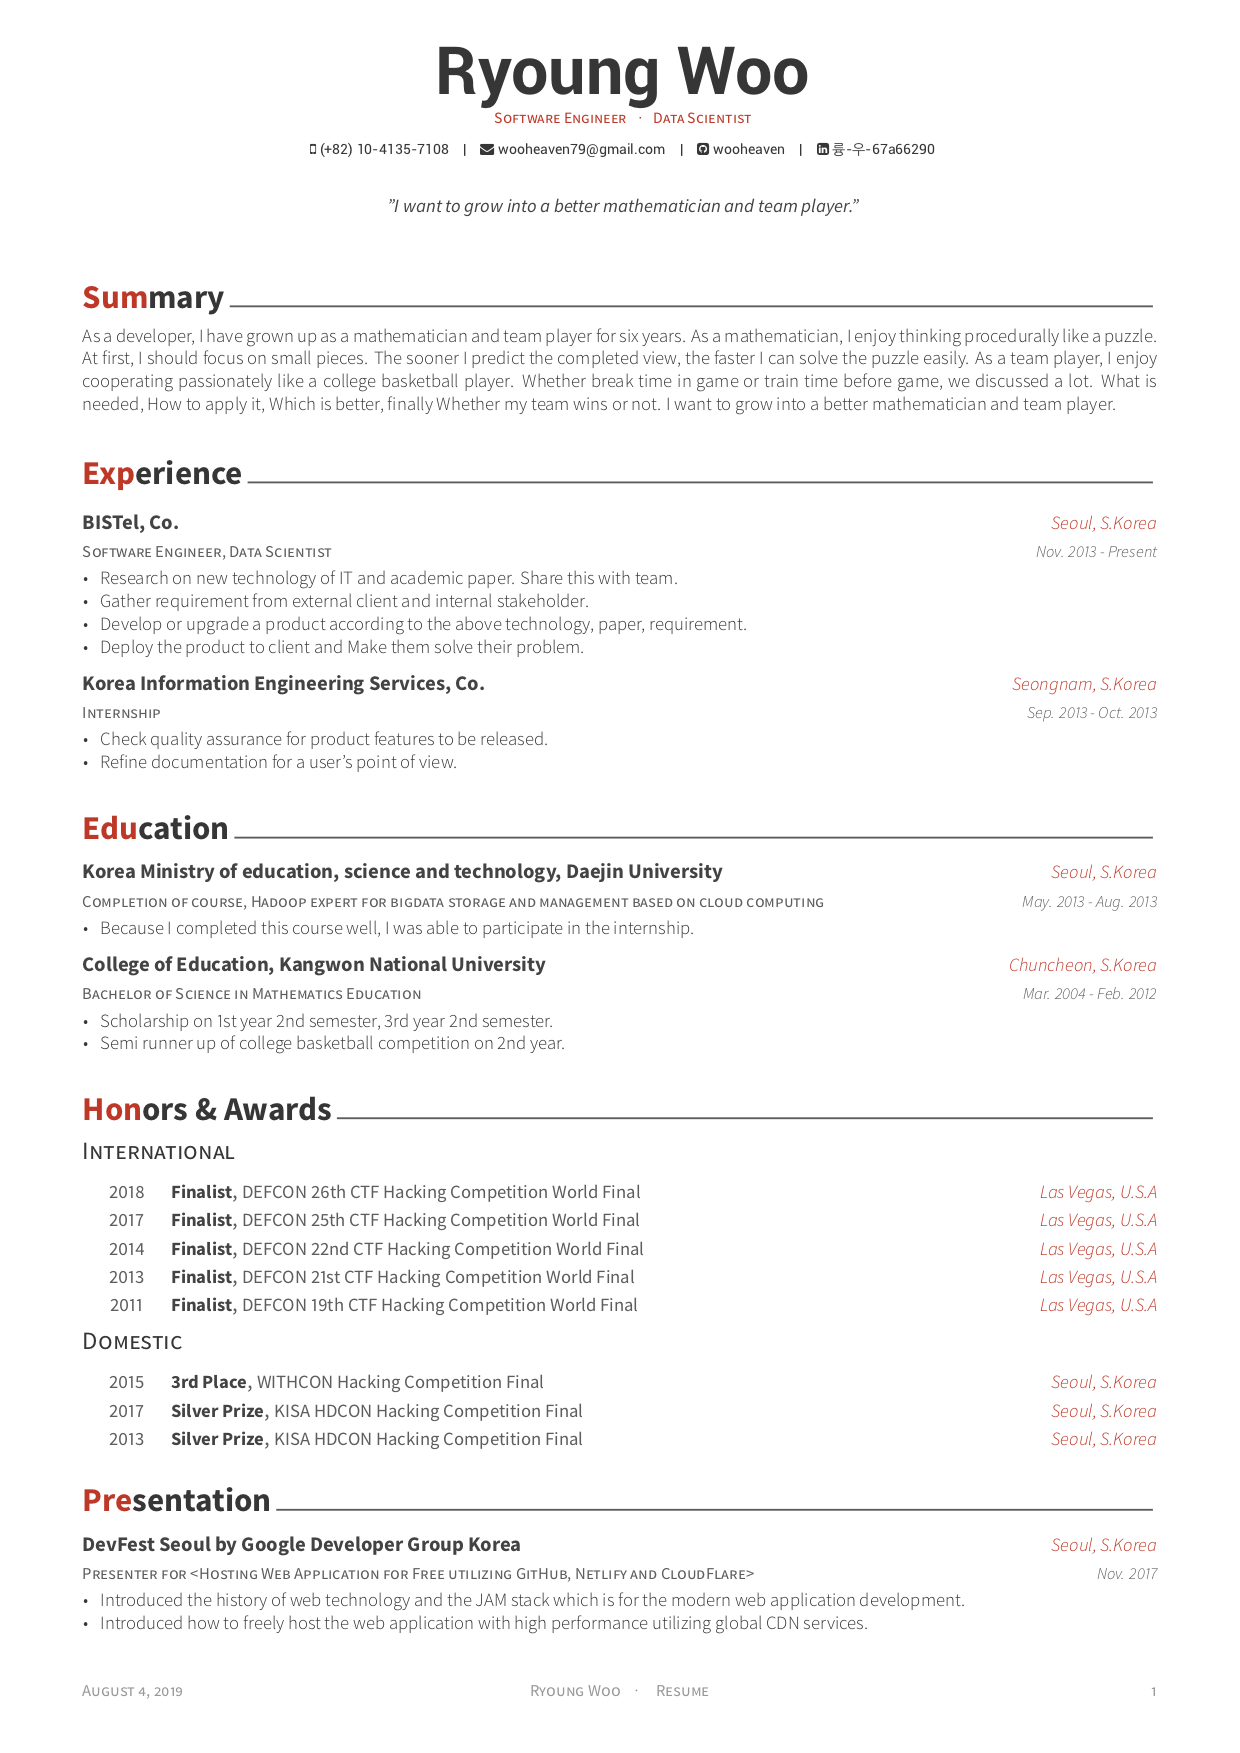 Ryoung Woo
Software Engineer · Data Scientist
(+82) 10-4135-7108 | wooheaven79@gmail.com | wooheaven | 륭-우-67a66290
”I want to grow into a better mathematician and team player.”
Summary
As a developer, I have grown up as a mathematician and team player for six years. As a mathematician, I enjoy thinking procedurally like a puzzle.
At first, I should focus on small pieces. The sooner I predict the completed view, the faster I can solve the puzzle easily. As a team player, I enjoy
cooperating passionately like a college basketball player. Whether break time in game or train time before game, we discussed a lot. What is
needed, How to apply it, Which is better, finally Whether my team wins or not. I want to grow into a better mathematician and team player.
Experience
BISTel, Co. Seoul, S.Korea
Software Engineer, Data Scientist Nov. 2013 - Present
• Research on new technology of IT and academic paper. Share this with team.
• Gather requirement from external client and internal stakeholder.
• Develop or upgrade a product according to the above technology, paper, requirement.
• Deploy the product to client and Make them solve their problem.
Korea Information Engineering Services, Co. Seongnam, S.Korea
Internship Sep. 2013 - Oct. 2013
• Check quality assurance for product features to be released.
• Refine documentation for a user’s point of view.
Education
Korea Ministry of education, science and technology, Daejin University Seoul, S.Korea
Completion of course, Hadoop expert for bigdata storage and management based on cloud computing May. 2013 - Aug. 2013
• Because I completed this course well, I was able to participate in the internship.
College of Education, Kangwon National University Chuncheon, S.Korea
Bachelor of Science in Mathematics Education Mar. 2004 - Feb. 2012
• Scholarship on 1st year 2nd semester, 3rd year 2nd semester.
• Semi runner up of college basketball competition on 2nd year.
Honors & Awards
International
2018 Finalist, DEFCON 26th CTF Hacking Competition World Final Las Vegas, U.S.A
2017 Finalist, DEFCON 25th CTF Hacking Competition World Final Las Vegas, U.S.A
2014 Finalist, DEFCON 22nd CTF Hacking Competition World Final Las Vegas, U.S.A
2013 Finalist, DEFCON 21st CTF Hacking Competition World Final Las Vegas, U.S.A
2011 Finalist, DEFCON 19th CTF Hacking Competition World Final Las Vegas, U.S.A
Domestic
2015 3rd Place, WITHCON Hacking Competition Final Seoul, S.Korea
2017 Silver Prize, KISA HDCON Hacking Competition Final Seoul, S.Korea
2013 Silver Prize, KISA HDCON Hacking Competition Final Seoul, S.Korea
Presentation
DevFest Seoul by Google Developer Group Korea Seoul, S.Korea
Presenter for <Hosting Web Application for Free utilizing GitHub, Netlify and CloudFlare> Nov. 2017
• Introduced the history of web technology and the JAM stack which is for the modern web application development.
• Introduced how to freely host the web application with high performance utilizing global CDN services.
August 4, 2019 Ryoung Woo · Resume 1